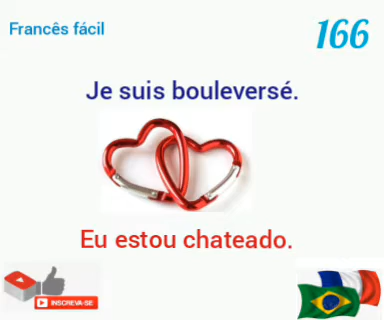 Francês fácil
166
Je suis bouleversé.
Eu estou chateado.
INSCREVA-SE